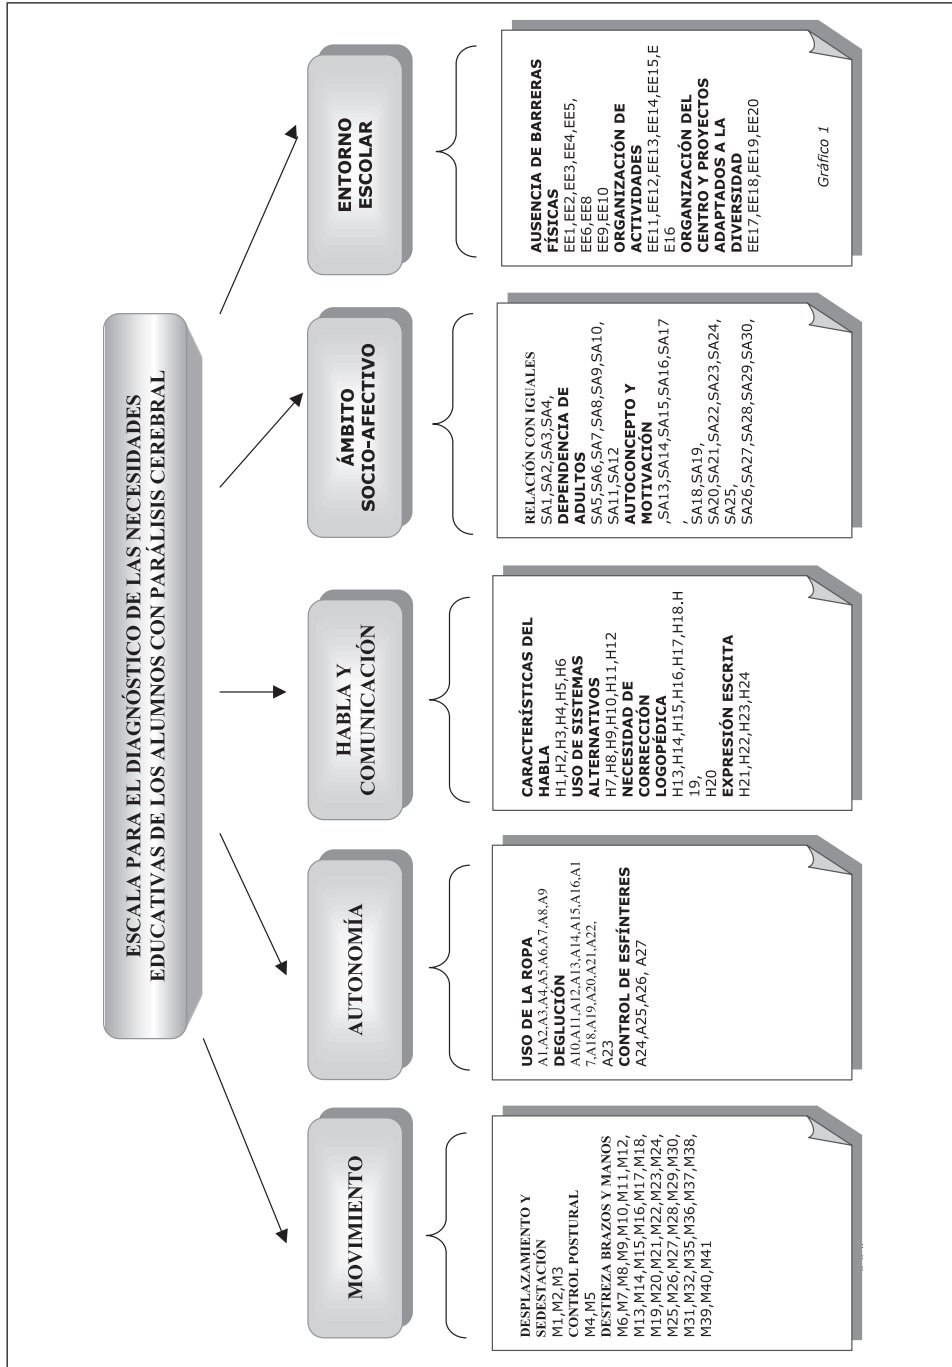 ESCALA PARA EL DIAGNÓSTICO DE LAS NECESIDADES
EDUCATIVAS DE LOS ALUMNOS CON PARÁLISIS CEREBRAL
MOVIMIENTO
DESPLAZAMIENTO Y
SEDESTACIÓN
M1,M2,M3
CONTROL POSTURAL
M4,M5
DESTREZA BRAZOS Y MANOS
M6,M7,M8,M9,M10,M11,M12,
M13,M14,M15,M16,M17,M18,
M19,M20,M21,M22,M23,M24,
M25,M26,M27,M28,M29,M30,
M31,M32,M35,M36,M37,M38,
M39,M40,M41
AUTONOMÍA
USO DE LA ROPA
A1,A2,A3,A4,A5,A6,A7,A8,A9
DEGLUCIÓN
A10,A11,A12,A13,A14,A15,A16,A1
7,A18,A19,A20,A21,A22,
A23
CONTROL DE ESFÍNTERES
A24,A25,A26, A27
HABLA Y
COMUNICACIÓN
CARACTERÍSTICAS DEL
HABLA
H1,H2,H3,H4,H5,H6
USO DE SISTEMAS
ALTERNATIVOS
H7,H8,H9,H10,H11,H12
NECESIDAD DE
CORRECCIÓN
LOGOPÉDICA
H13,H14,H15,H16,H17,H18.H
19,
H20
EXPRESIÓN ESCRITA
H21,H22,H23,H24
ÁMBITO
SOCIO-AFECTIVO
RELACIÓN CON IGUALES
SA1,SA2,SA3,SA4,
DEPENDENCIA DE
ADULTOS
SA5,SA6,SA7,SA8,SA9,SA10,
SA11,SA12
AUTOCONCEPTO Y
MOTIVACIÓN
,SA13,SA14,SA15,SA16,SA17
,
SA18,SA19,
SA20,SA21,SA22,SA23,SA24,
SA25,
SA26,SA27,SA28,SA29,SA30,
ENTORNO
ESCOLAR
AUSENCIA DE BARRERAS
FÍSICAS
EE1,EE2,EE3,EE4,EE5,
EE6,EE8
EE9,EE10
ORGANIZACIÓN DE
ACTIVIDADES
EE11,EE12,EE13,EE14,EE15,E
E16
ORGANIZACIÓN DEL
CENTRO Y PROYECTOS
ADAPTADOS A LA
DIVERSIDAD
EE17,EE18,EE19,EE20
Gráfico 1